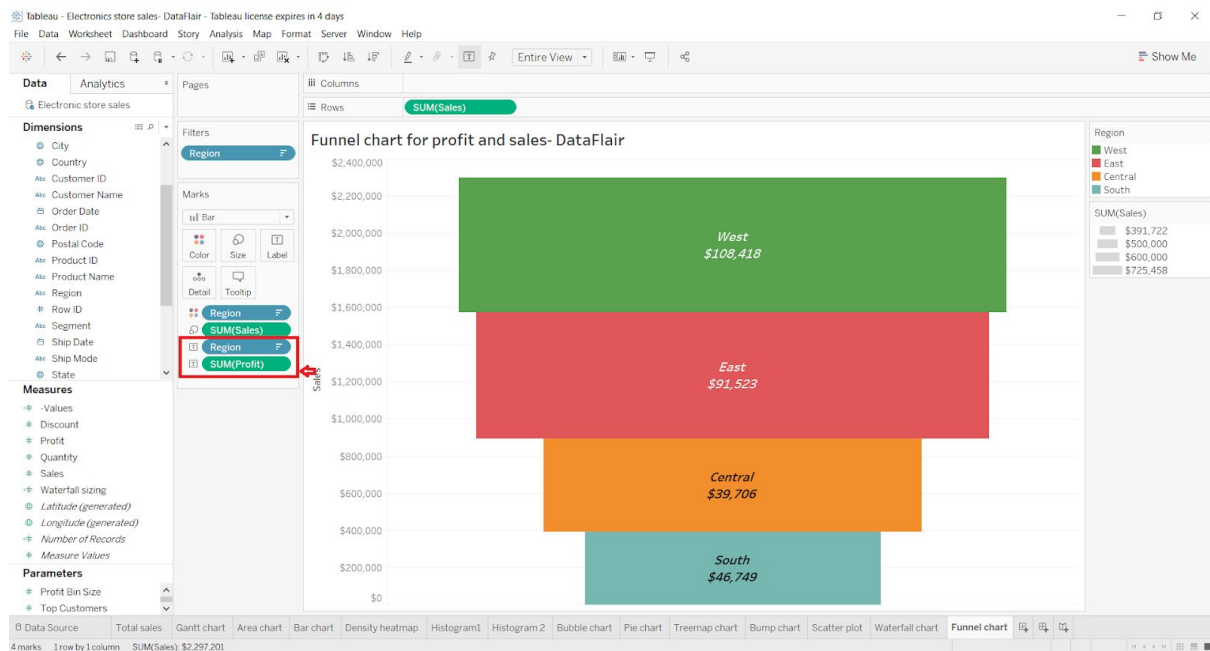 Tableau - Electronics store sales- DataFlair - Tableau license expires in 4 days
File Data Worksheet Dashboard Story Analysis Map Format Server Window Help
Entire View
Show Me
Data Analytics
Electronic store sales
Dimensions
City
Country
Abc Customer ID
Abc Customer Name
Order Date
Abc Order ID
Postal Code
Abc Product ID
Abc Product Name
Abc Region
# Row ID
Abc Segment
Ship Date
Abc Ship Mode
State
Measures
-Values
# Discount
# Profit
# Quantity
# Sales
Waterfall sizing
Latitude (generated)
Longitude (generated)
Number of Records
# Measure Values
Parameters
# Profit Bin Size
# Top Customers
Pages
Filters
Region
Marks
Bar
Color Size Label
Detail Tooltip
Region
SUM(Sales)
Region
SUM(Profit)
Columns
Rows SUM(Sales)
Funnel chart for profit and sales- DataFlair
Sales
$2,400,000
$2,200,000
$2,000,000
$1,800,000
$1,600,000
$1,400,000
$1,200,000
$1,000,000
$800,000
$600,000
$400,000
$200,000
$0
West
$108,418
East
$91,523
Central
$39,706
South
$46,749
Region
West
East
Central
South
SUM(Sales)
$391,722
$500,000
$600,000
$725,458
Data Source Total sales Gantt chart Area chart Bar chart Density heatmap Histogram1 Histogram 2 Bubble chart Pie chart Treemap chart Bump chart Scatter plot Waterfall chart Funnel chart
4 marks 1 row by 1 column SUM(Sales): $2,297,201